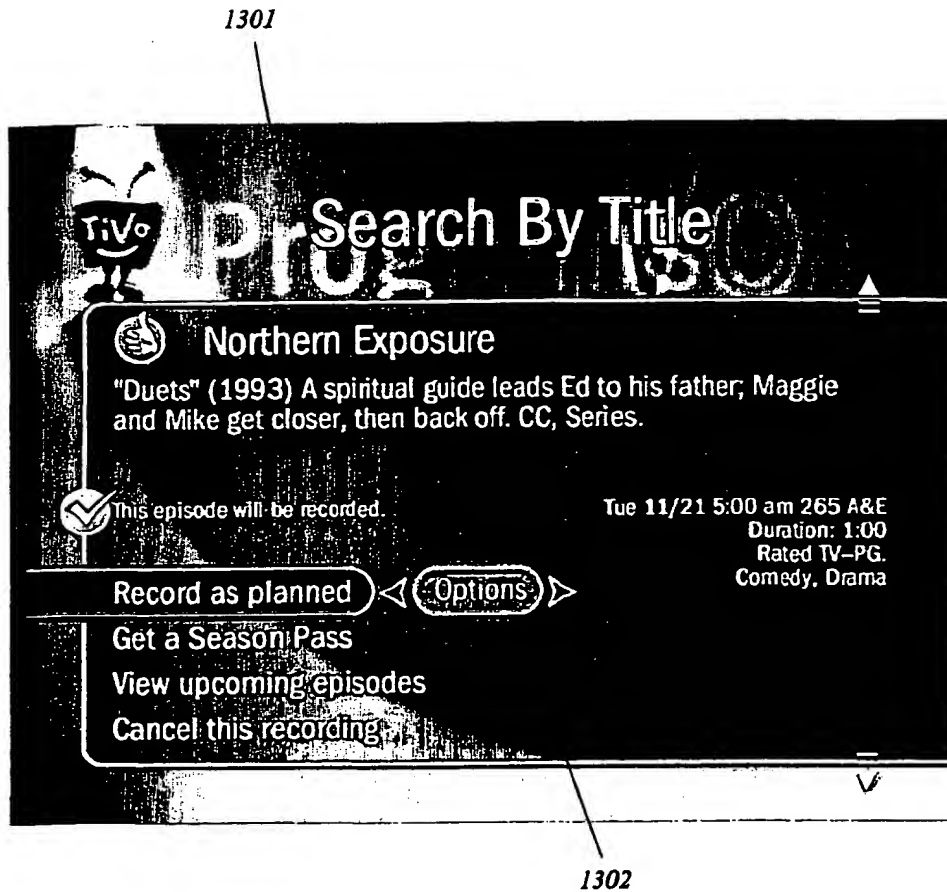 1301
TiVo
Search By Title
Northern Exposure
"Duets" (1993) A spiritual guide leads Ed to his father; Maggie
and Mike get closer, then back off. CC, Series.
This episode will be recorded.
Tue 11/21 5:00 am 265 A&E
Duration: 1:00
Rated TV-PG.
Comedy, Drama
Record as planned
Options
Get a Season Pass
View upcoming episodes
Cancel this recording
1302